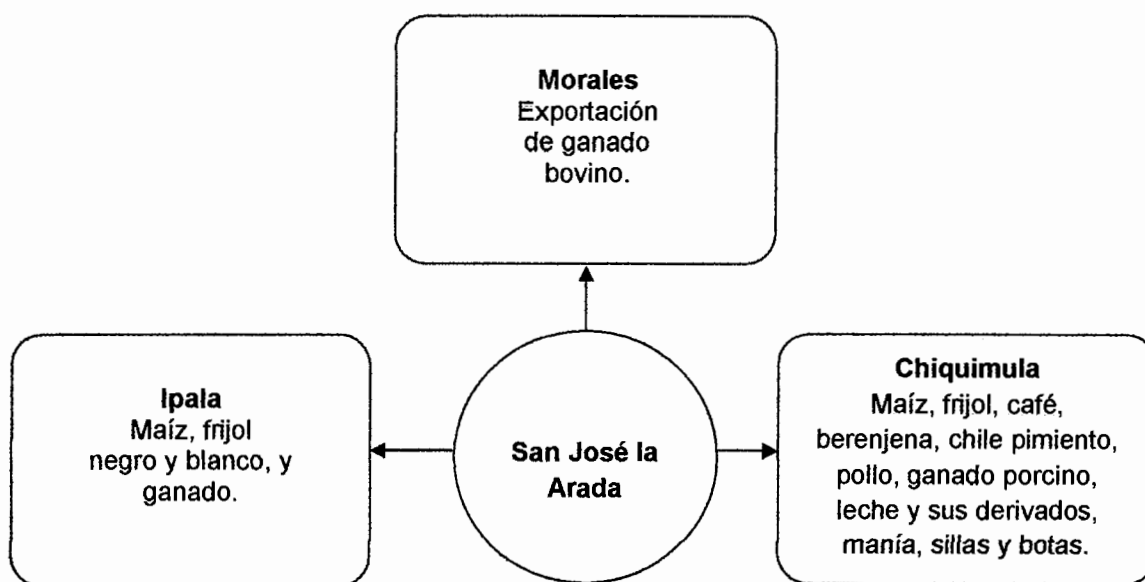 Morales
Exportación
de ganado
bovino.
Ipala
Maíz, frijol
negro y blanco, y
ganado.
San José la
Arada
Chiquimula
Maíz, frijol, café,
berenjena, chile pimiento,
pollo, ganado porcino,
leche y sus derivados,
manía, sillas y botas.